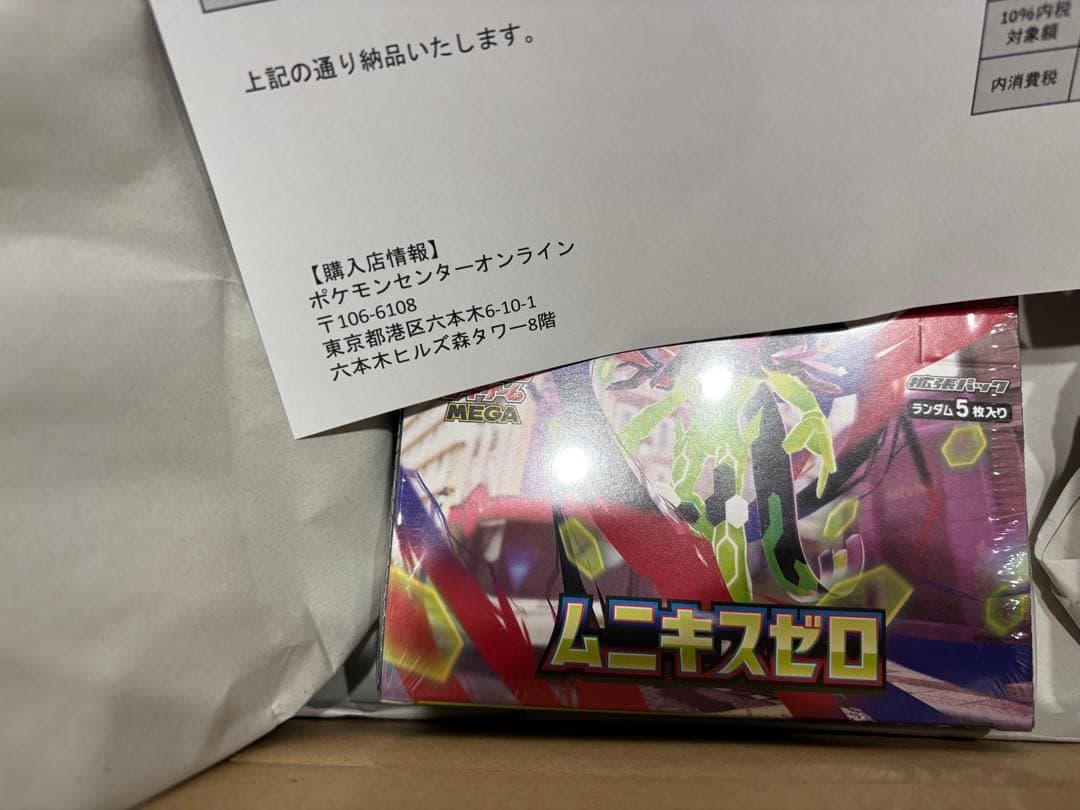 10%内税
対象額
内消費税
上記の通り納品いたします。
【購入店情報】
ポケモンセンターオンライン
〒106-6108
東京都港区六本木6-10-1
六本木ヒルズ森タワー8階
MEGA
拡張パック
ランダム5枚入り
ムニキスゼロ